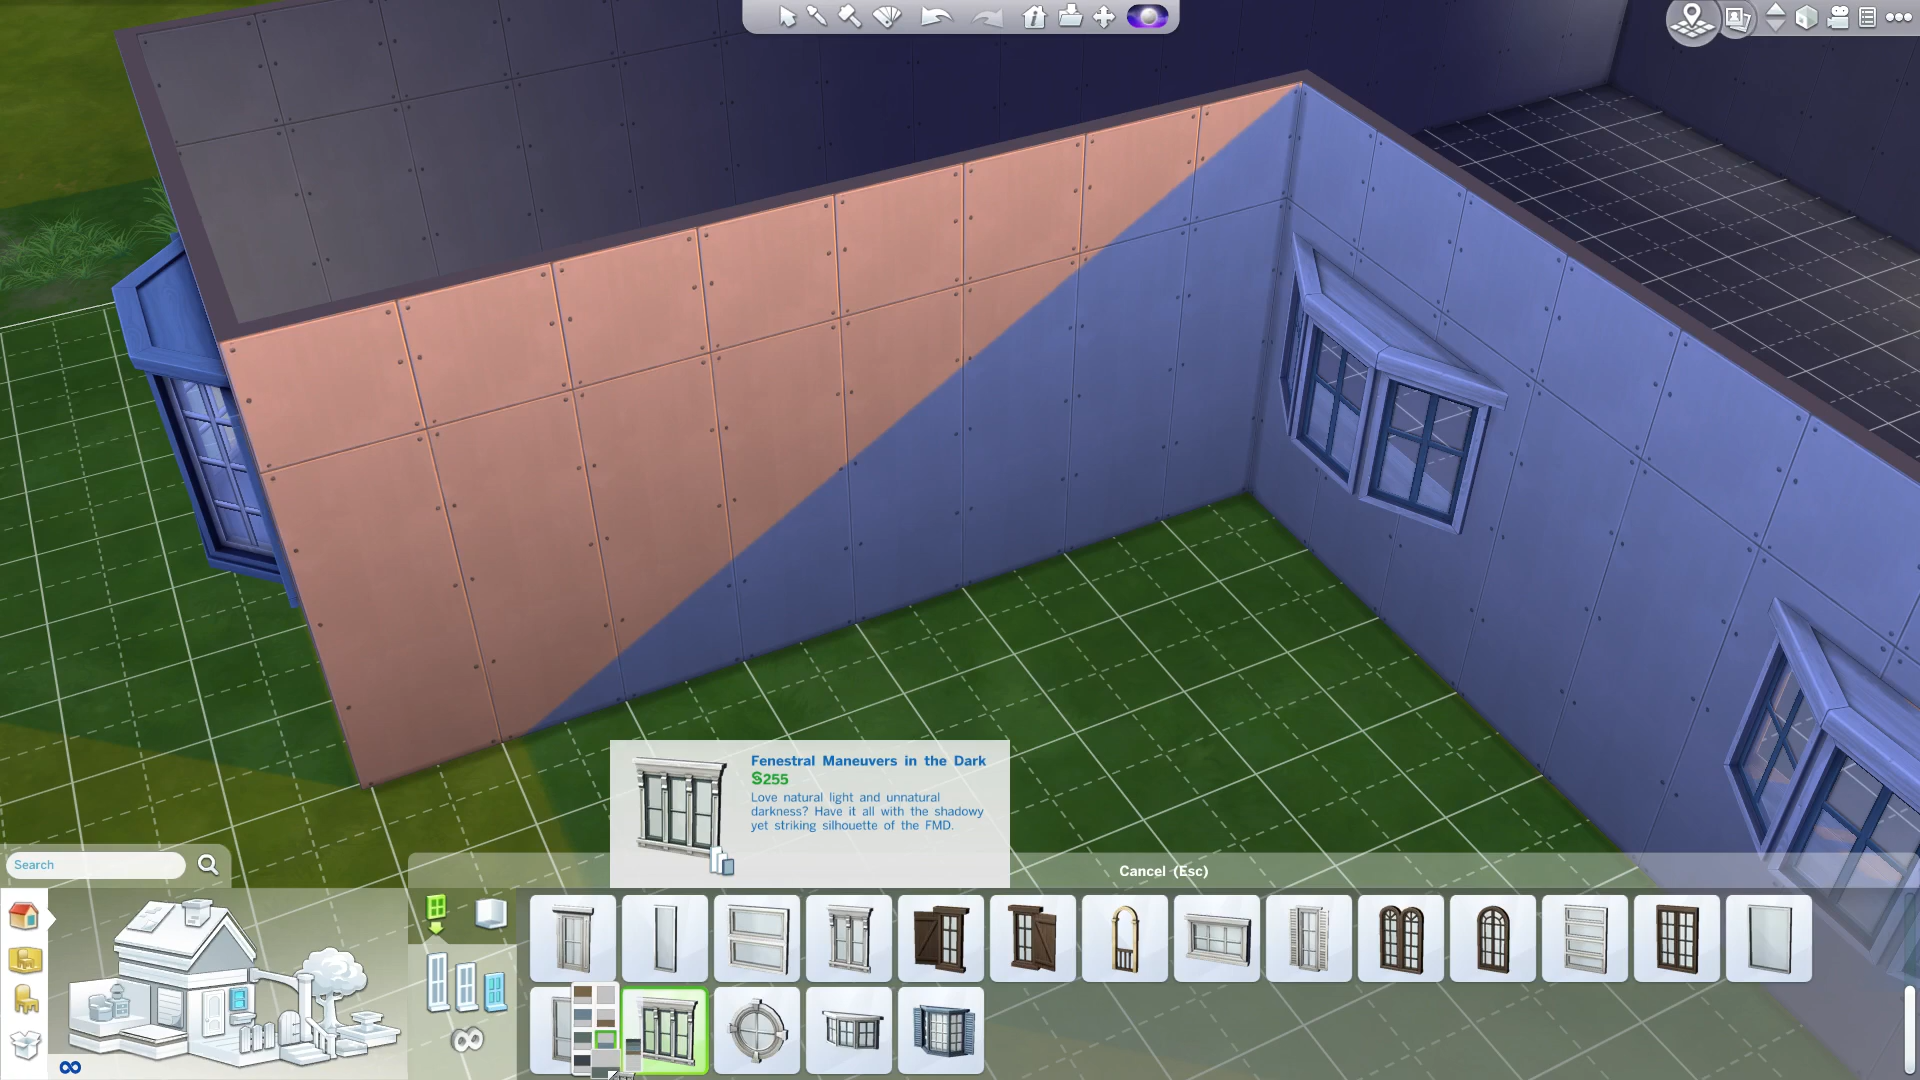 Fenestral Maneuvers in the Dark
§255
Love natural light and unnatural
darkness? Have it all with the shadowy
yet striking silhouette of the FMD.
Search
Cancel (Esc)